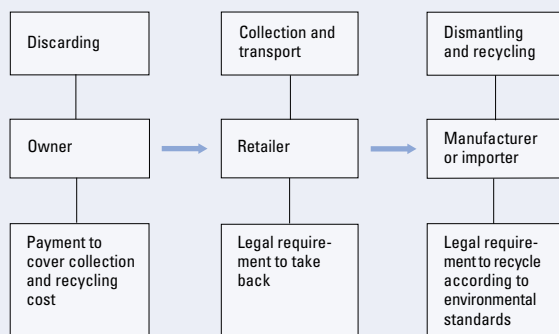 Discarding
Collection and
transport
Dismantling
and recycling
Owner
Retailer
Manufacturer
or importer
Payment to
cover collection
and recycling
cost
Legal require-
ment to take
back
Legal require-
ment to recycle
according to
environmental
standards